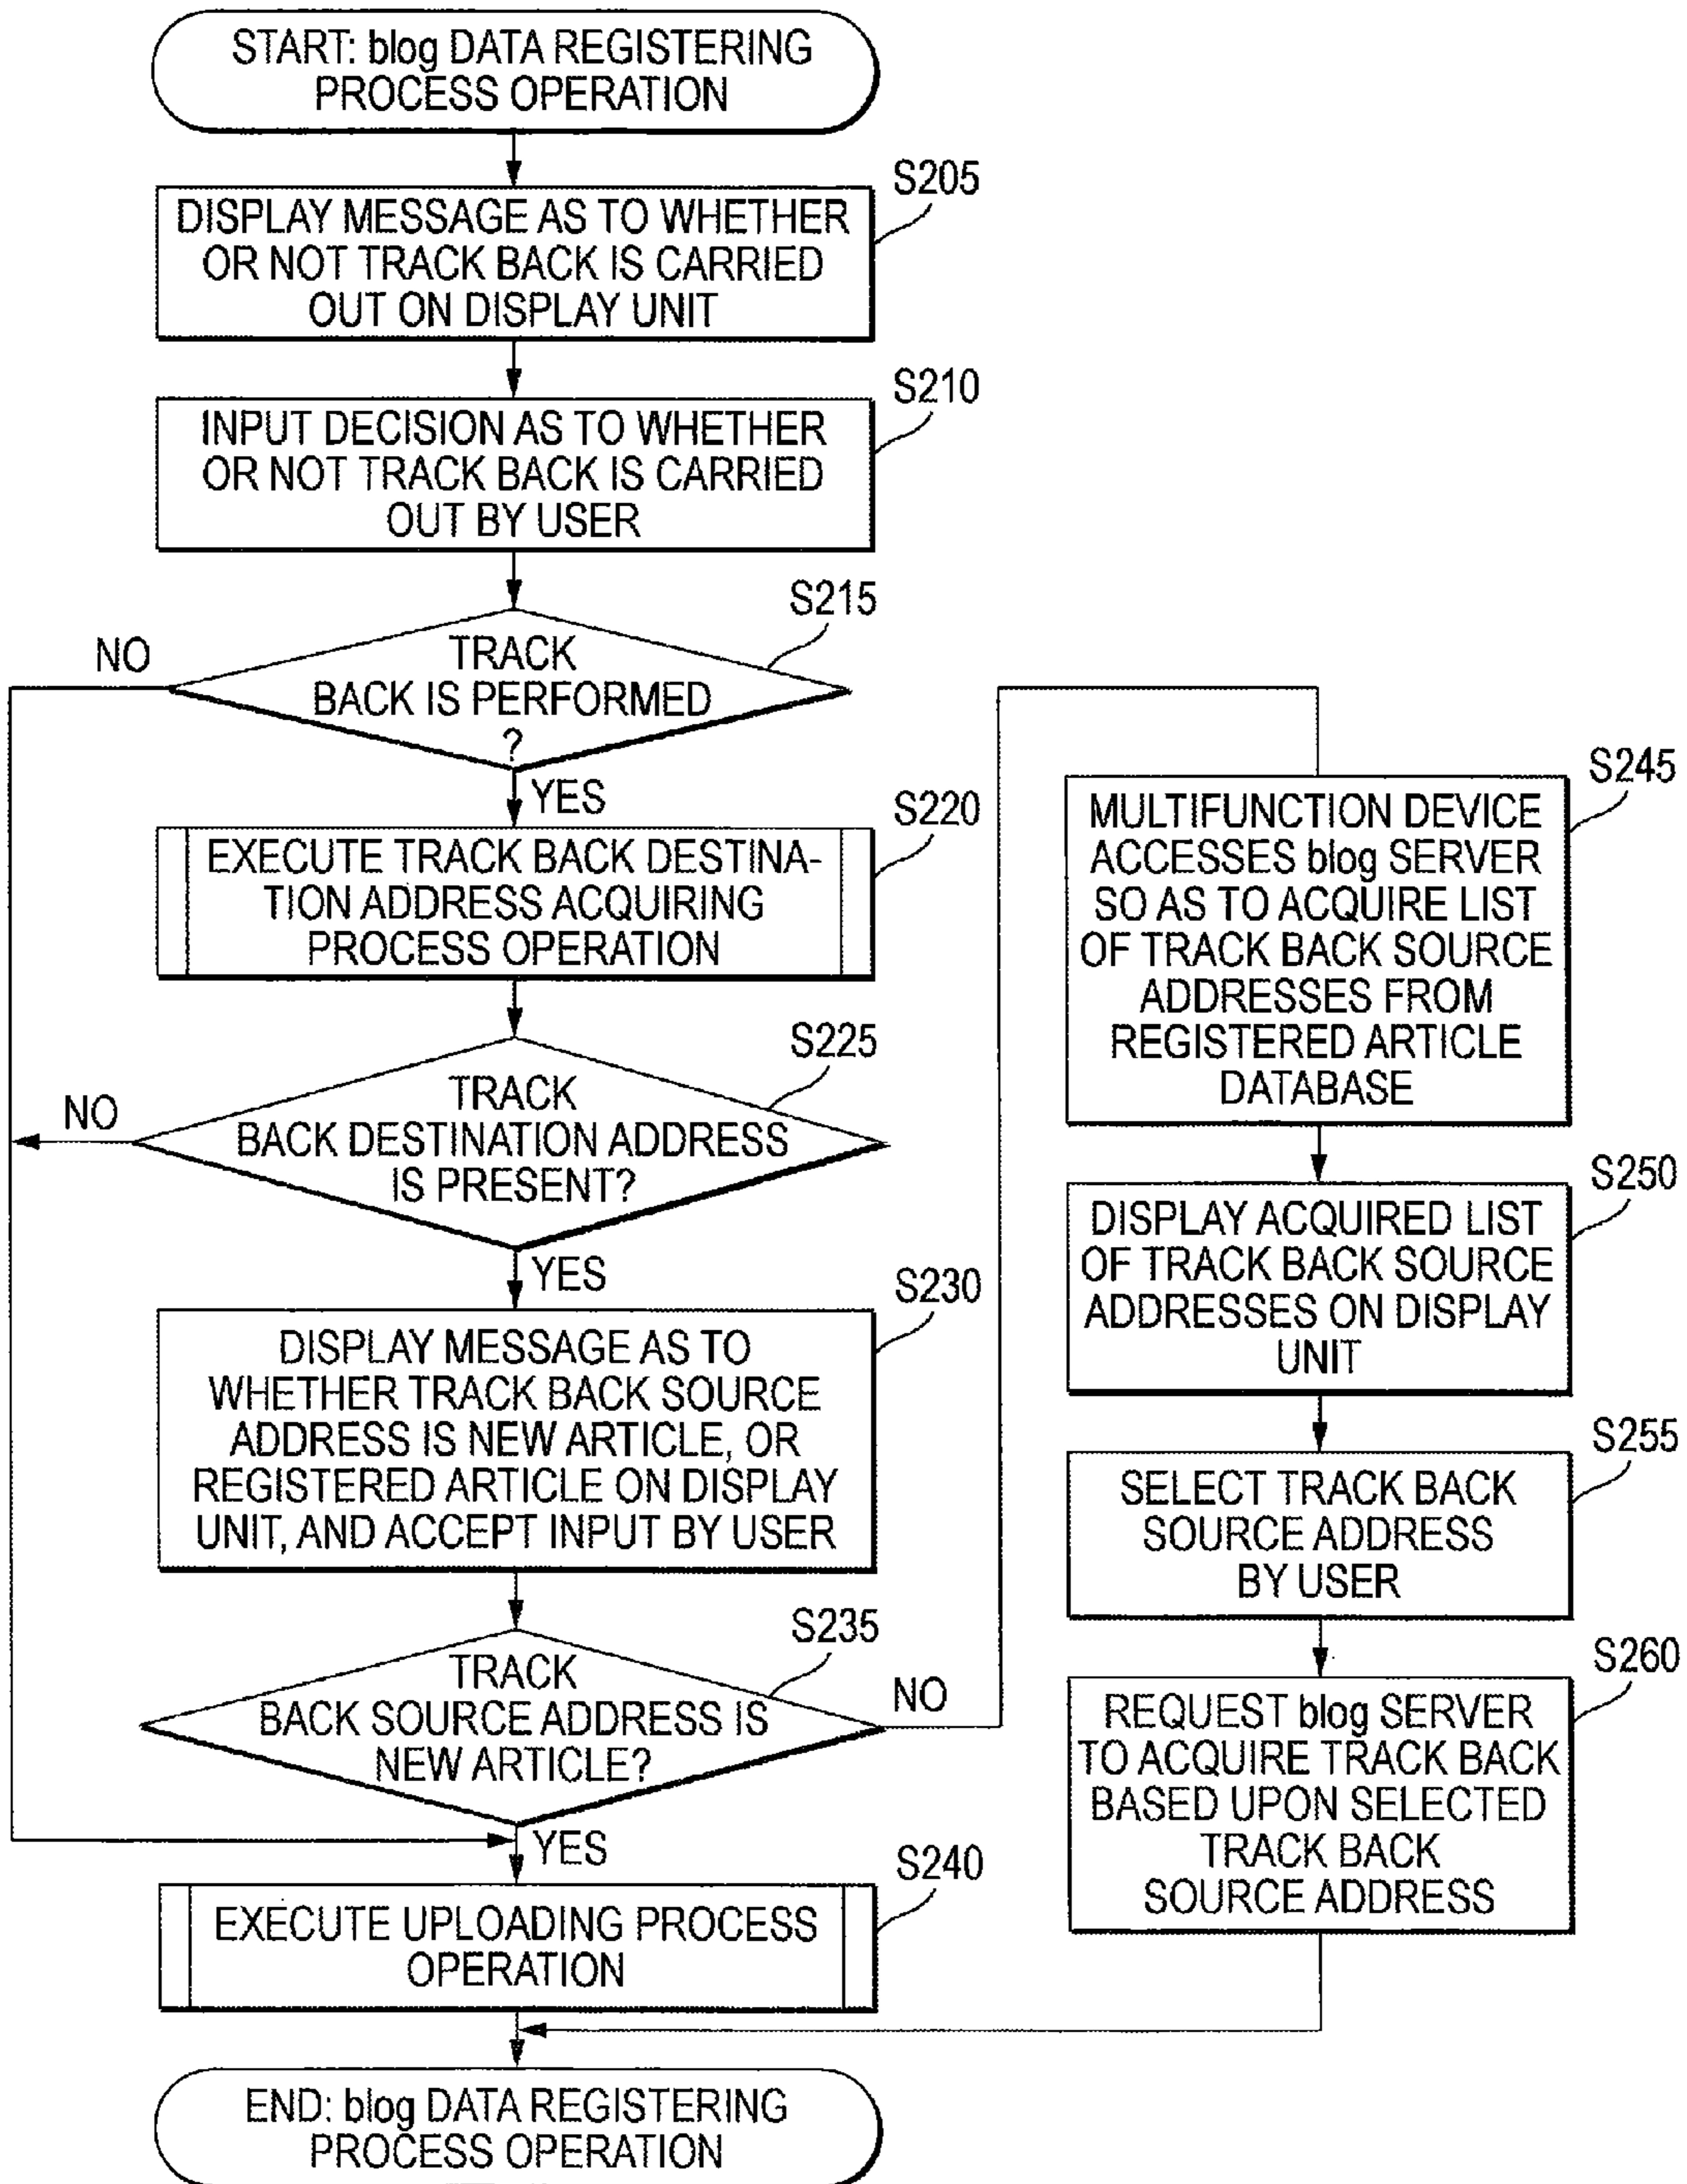 START: blog DATA REGISTERING
PROCESS OPERATION
S205
DISPLAY MESSAGE AS TO WHETHER
OR NOT TRACK BACK IS CARRIED
OUT ON DISPLAY UNIT
S210
INPUT DECISION AS TO WHETHER
OR NOT TRACK BACK IS CARRIED
OUT BY USER
S215
NO
TRACK
BACK IS PERFORMED
?
YES
S220
EXECUTE TRACK BACK DESTINA-
TION ADDRESS ACQUIRING
PROCESS OPERATION
S225
NO
TRACK
BACK DESTINATION ADDRESS
IS PRESENT?
YES
S230
DISPLAY MESSAGE AS TO
WHETHER TRACK BACK SOURCE
ADDRESS IS NEW ARTICLE, OR
REGISTERED ARTICLE ON DISPLAY
UNIT, AND ACCEPT INPUT BY USER
S235
TRACK
BACK SOURCE ADDRESS IS
NEW ARTICLE?
NO
YES
S240
EXECUTE UPLOADING PROCESS
OPERATION
END: blog DATA REGISTERING
PROCESS OPERATION
S245
MULTIFUNCTION DEVICE
ACCESSES blog SERVER
SO AS TO ACQUIRE LIST
OF TRACK BACK SOURCE
ADDRESSES FROM
REGISTERED ARTICLE
DATABASE
S250
DISPLAY ACQUIRED LIST
OF TRACK BACK SOURCE
ADDRESSES ON DISPLAY
UNIT
S255
SELECT TRACK BACK
SOURCE ADDRESS
BY USER
S260
REQUEST blog SERVER
TO ACQUIRE TRACK BACK
BASED UPON SELECTED
TRACK BACK
SOURCE ADDRESS